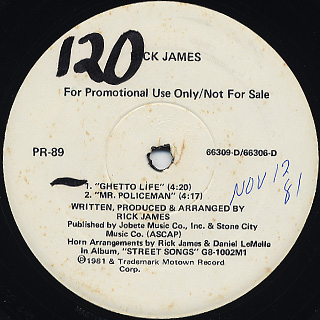 120
RICK JAMES
For Promotional Use Only/Not For Sale
PR-89
66309-D/66306-D
NOV 12
81
1. "GHETTO LIFE" (4:20)
2. "MR. POLICEMAN" (4:17)
WRITTEN, PRODUCED & ARRANGED BY
RICK JAMES
Published by Jobete Music Co., Inc. & Stone City
Music Co. (ASCAP)
Horn Arrangements by Rick James & Daniel LeMelle
In Album, "STREET SONGS" G8-1002M1
©1981 & Trademark Motown Record
Corp.